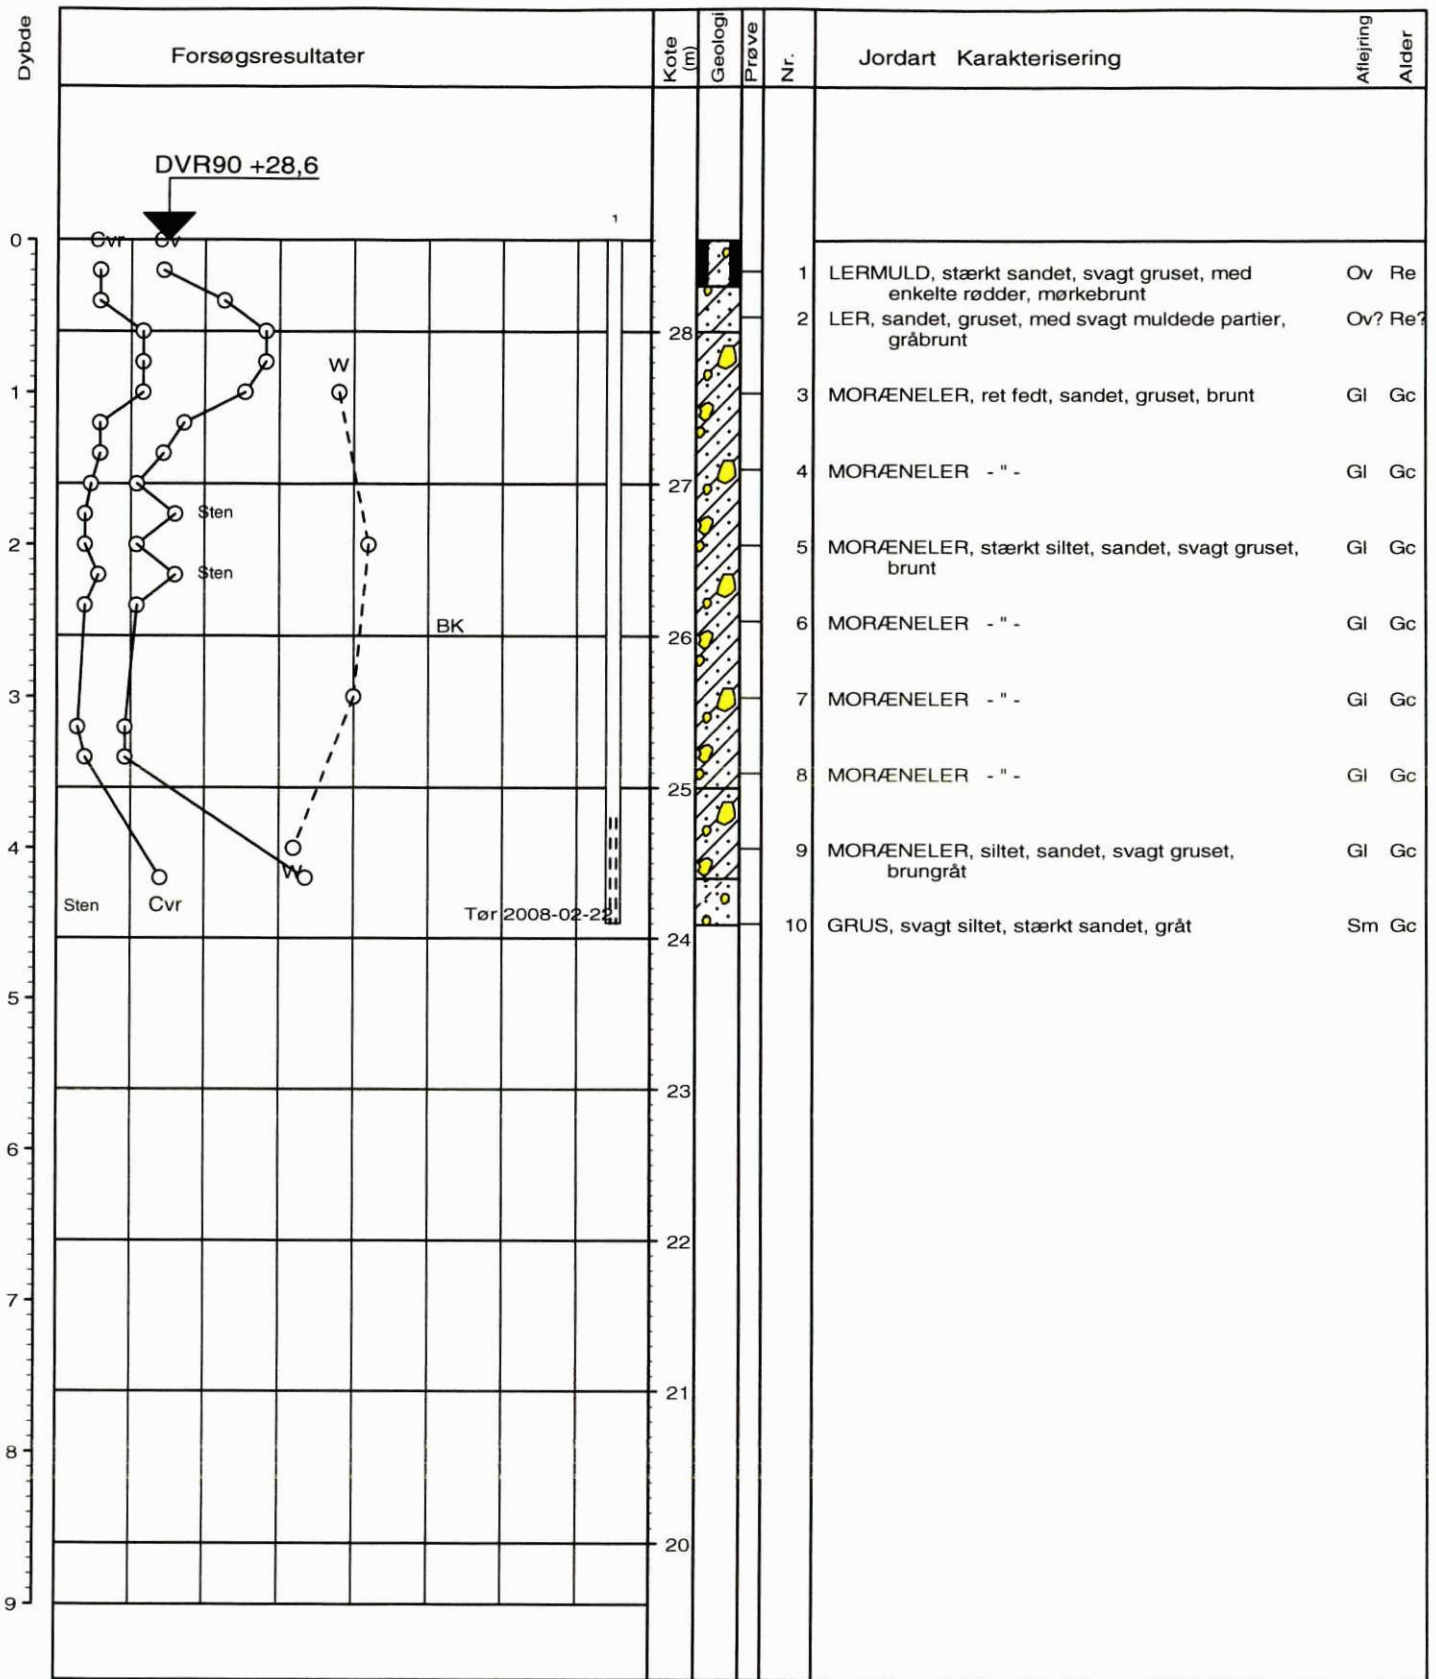 Dybde
Forsøgsresultater
Kote (m)
Geologi
Prøve
Nr.
Jordart Karakterisering
Aflejring
Alder
DVR90 +28,6
1
Cvr Cv
0
1 LERMULD, stærkt sandet, svagt gruset, med Ov Re
enkelte rødder, mørkebrunt
28
2 LER, sandet, gruset, med svagt muldede partier, Ov? Re?
gråbrunt
W
1
3 MORÆNELER, ret fedt, sandet, gruset, brunt Gl Gc
27
4 MORÆNELER - " - Gl Gc
Sten
2
5 MORÆNELER, stærkt siltet, sandet, svagt gruset, Gl Gc
brunt
Sten
BK
26
6 MORÆNELER - " - Gl Gc
3
7 MORÆNELER - " - Gl Gc
25
8 MORÆNELER - " - Gl Gc
4
9 MORÆNELER, siltet, sandet, svagt gruset, Gl Gc
brungråt
W
Sten Cvr
Tør 2008-02-22
24
10 GRUS, svagt siltet, stærkt sandet, gråt Sm Gc
5
23
6
22
7
21
8
20
9